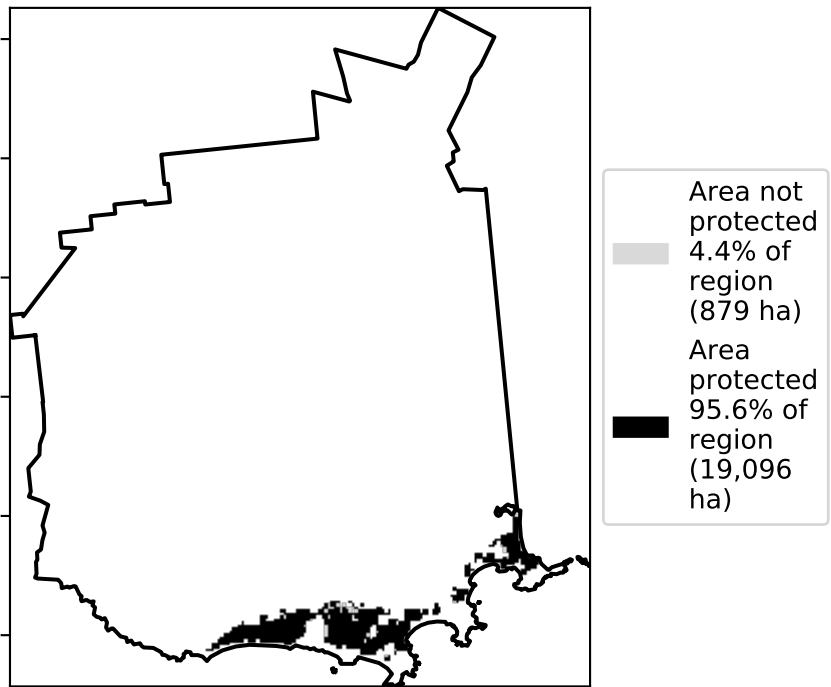 Area not
protected
4.4% of
region
(879 ha)
Area
protected
95.6% of
region
(19,096
ha)